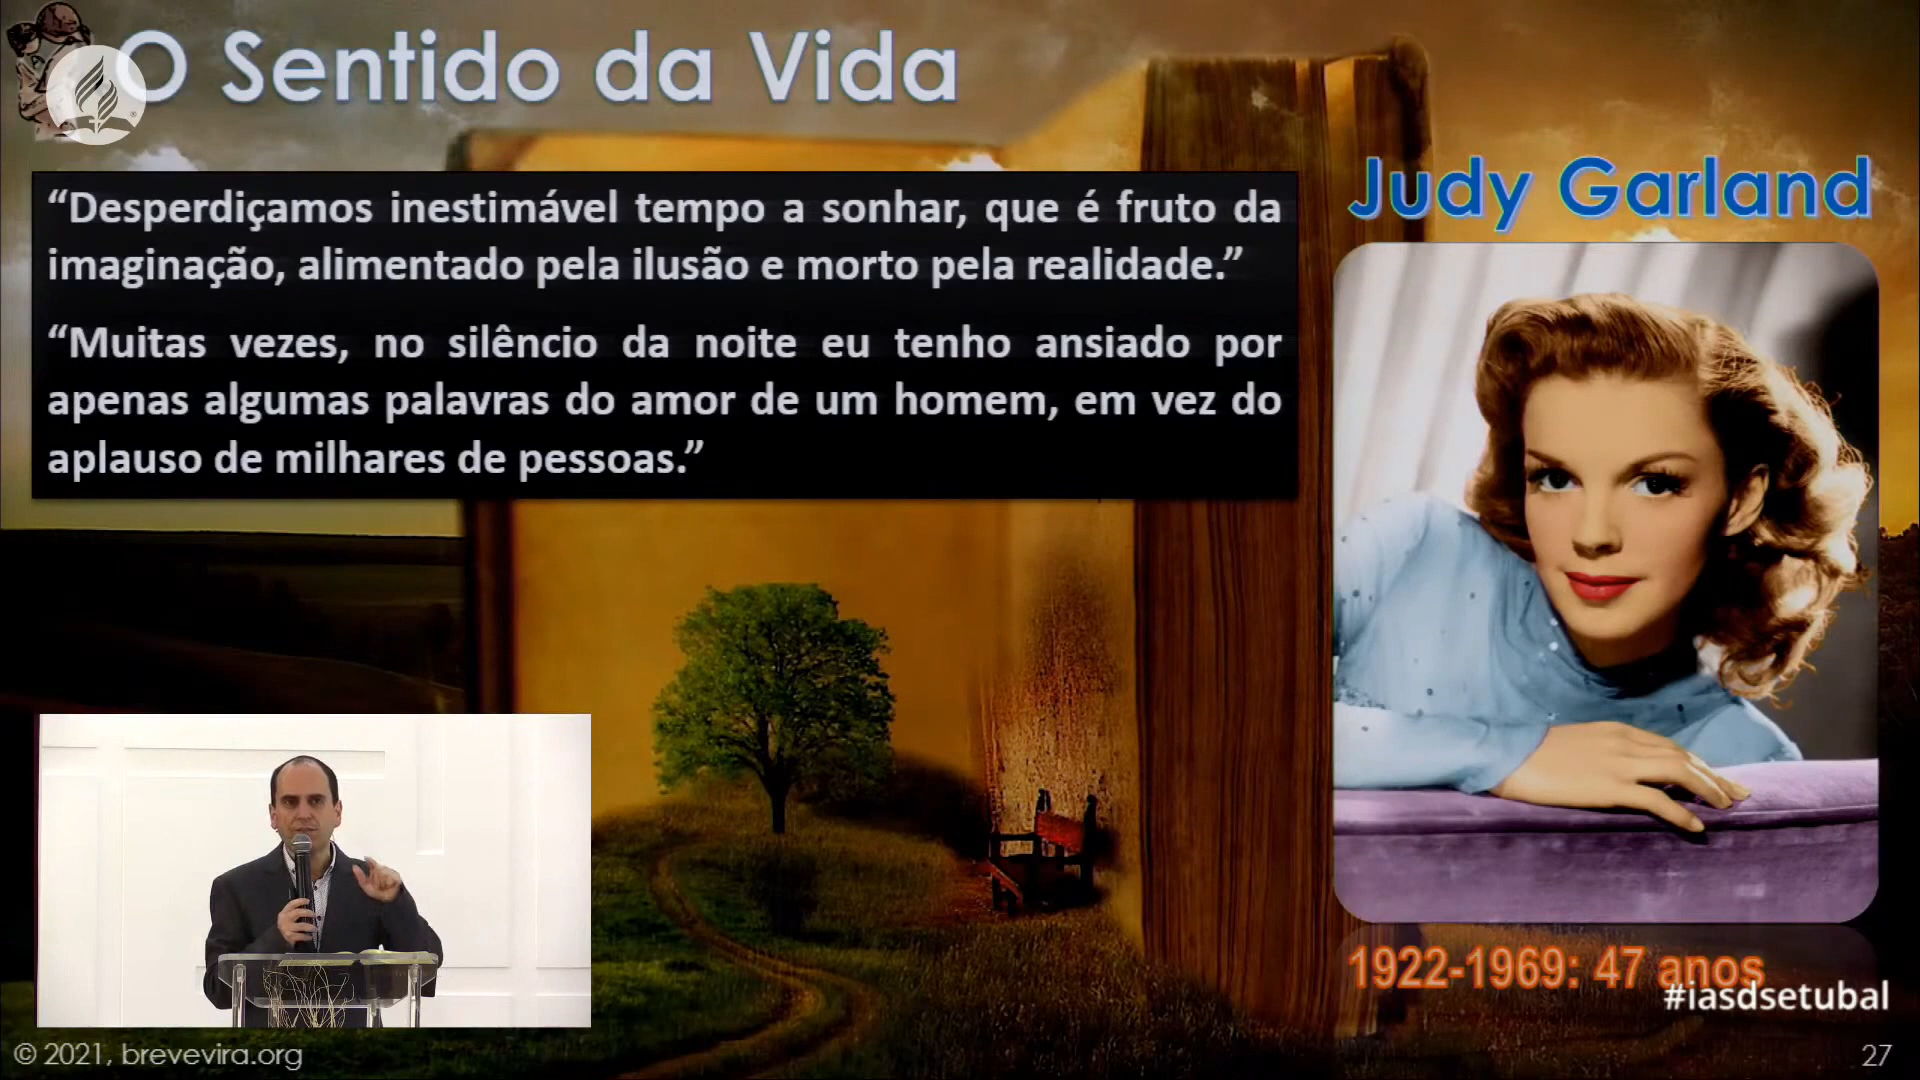 O Sentido da Vida
“Desperdiçamos inestimável tempo a sonhar, que é fruto da
imaginação, alimentado pela ilusão e morto pela realidade.”
“Muitas vezes, no silêncio da noite eu tenho ansiado por
apenas algumas palavras do amor de um homem, em vez do
aplauso de milhares de pessoas.”
Judy Garland
1922-1969: 47 anos
#iasdsetubal
© 2021, brevevira.org
27